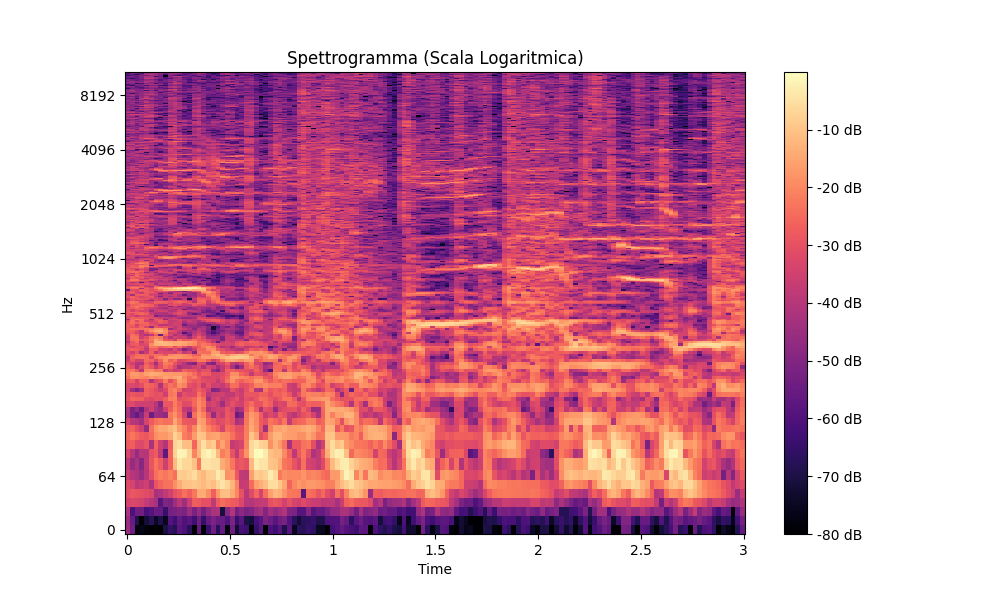 Spettrogramma (Scala Logaritmica)
Hz
8192
4096
2048
1024
512
256
128
64
0
0
0.5
1
1.5
2
2.5
3
Time
-10 dB
-20 dB
-30 dB
-40 dB
-50 dB
-60 dB
-70 dB
-80 dB